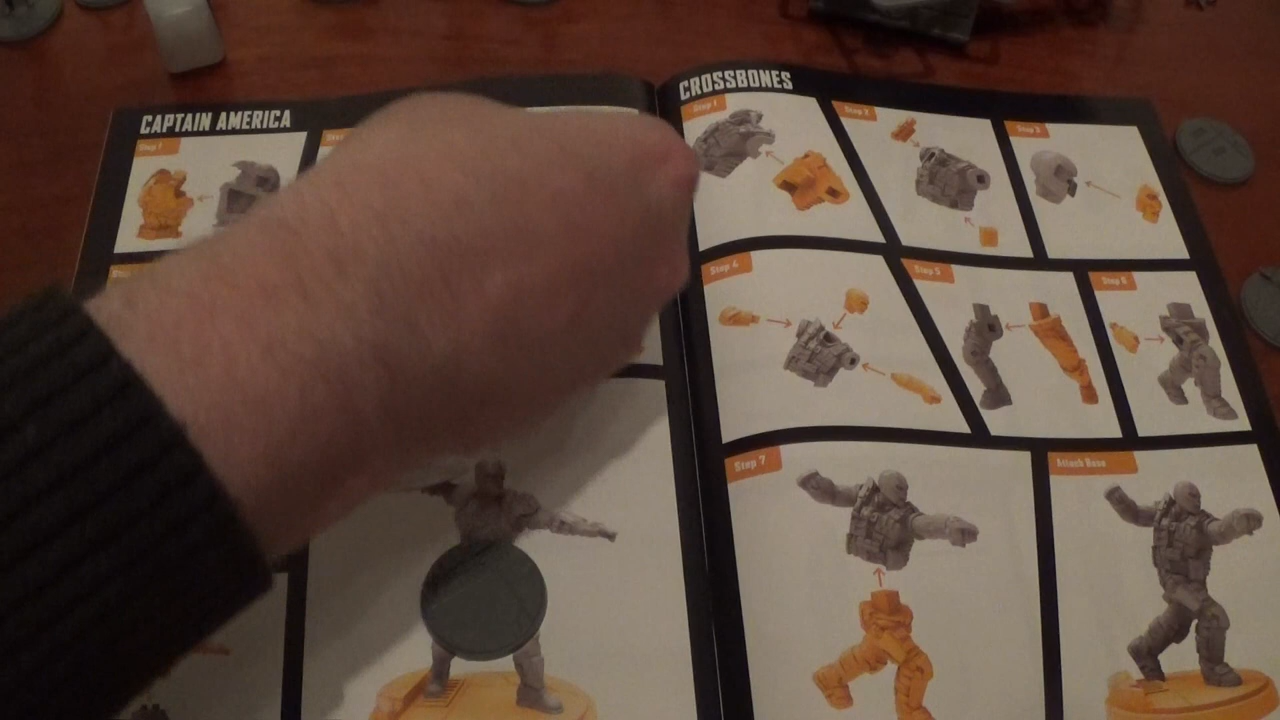 CAPTAIN AMERICA
Step 1
CROSSBONES
Step 1
Step 2
Step 3
Step 4
Step 5
Step 6
Step 7
Attach Base